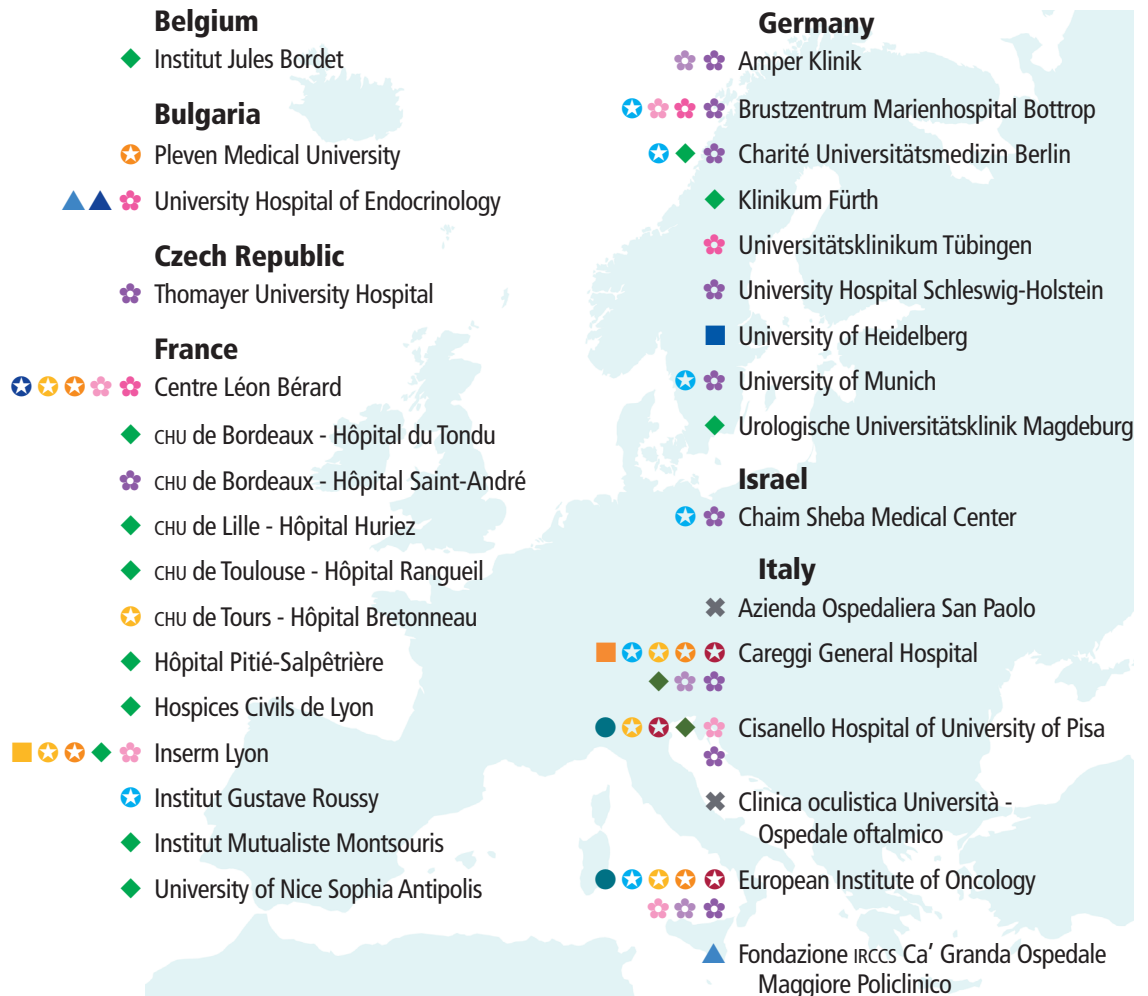 Belgium
Institut Jules Bordet
Bulgaria
Pleven Medical University
University Hospital of Endocrinology
Czech Republic
Thomayer University Hospital
France
Centre Léon Bérard
CHU de Bordeaux - Hôpital du Tondu
CHU de Bordeaux - Hôpital Saint-André
CHU de Lille - Hôpital Huriez
CHU de Toulouse - Hôpital Rangueil
CHU de Tours - Hôpital Bretonneau
Hôpital Pitié-Salpêtrière
Hospices Civils de Lyon
Inserm Lyon
Institut Gustave Roussy
Institut Mutualiste Montsouris
University of Nice Sophia Antipolis
Germany
Amper Klinik
Brustzentrum Marienhospital Bottrop
Charité Universitätsmedizin Berlin
Klinikum Fürth
Universitätsklinikum Tübingen
University Hospital Schleswig-Holstein
University of Heidelberg
University of Munich
Urologische Universitätsklinik Magdeburg
Israel
Chaim Sheba Medical Center
Italy
Azienda Ospedaliera San Paolo
Careggi General Hospital
Cisanello Hospital of University of Pisa
Clinica oculistica Università -
Ospedale oftalmico
European Institute of Oncology
Fondazione IRCCS Ca' Granda Ospedale
Maggiore Policlinico